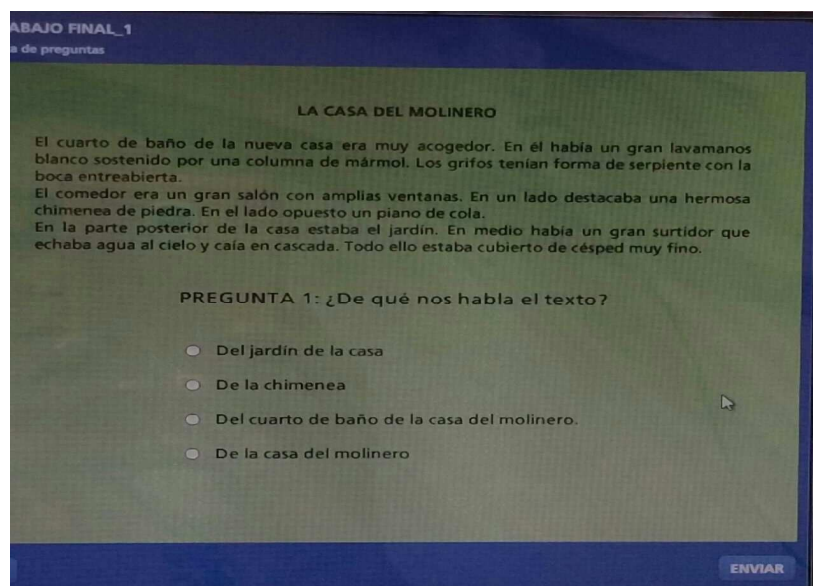 ABAJO FINAL_1
a de preguntas
LA CASA DEL MOLINERO
El cuarto de baño de la nueva casa era muy acogedor. En él había un gran lavamanos
blanco sostenido por una columna de mármol. Los grifos tenían forma de serpiente con la
boca entreabierta.
El comedor era un gran salón con amplias ventanas. En un lado destacaba una hermosa
chimenea de piedra. En el lado opuesto un piano de cola.
En la parte posterior de la casa estaba el jardín. En medio había un gran surtidor que
echaba agua al cielo y caía en cascada. Todo ello estaba cubierto de césped muy fino.
PREGUNTA 1: ¿De qué nos habla el texto?
Del jardín de la casa
De la chimenea
Del cuarto de baño de la casa del molinero.
De la casa del molinero
ENVIAR